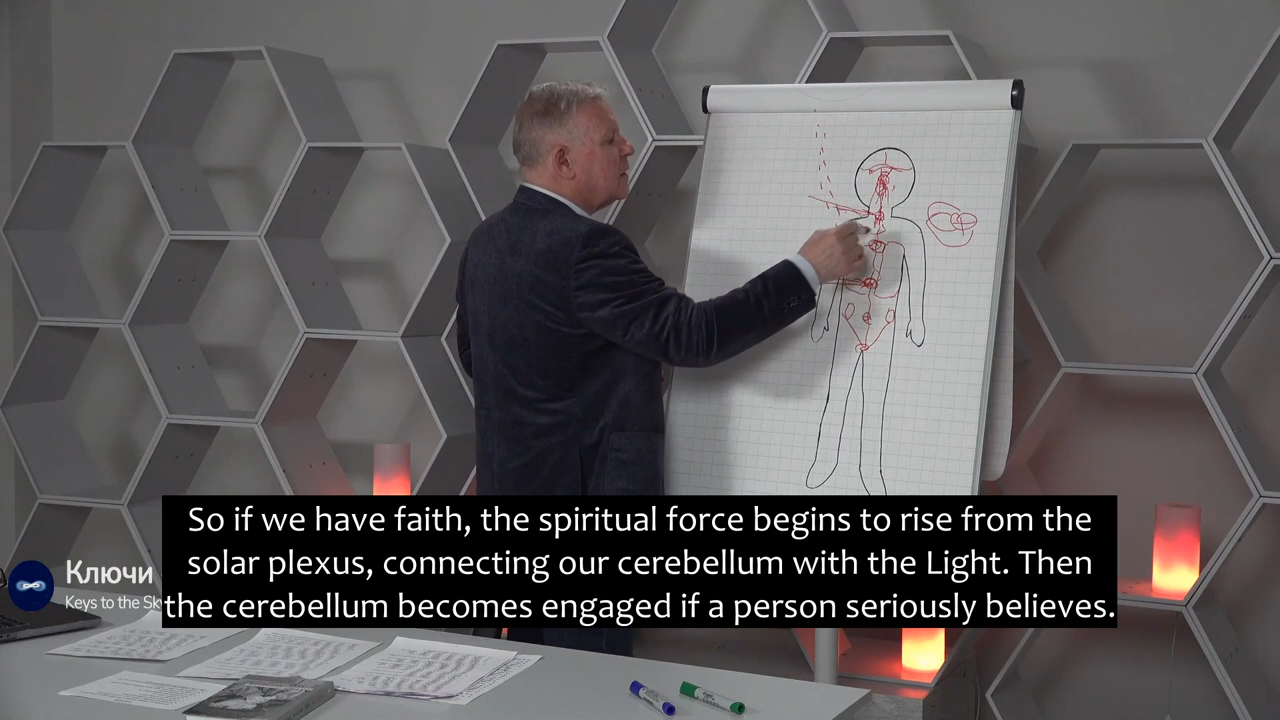 So if we have faith, the spiritual force begins to rise from the
solar plexus, connecting our cerebellum with the Light. Then
the cerebellum becomes engaged if a person seriously believes.
Ключи
Keys to the Sk